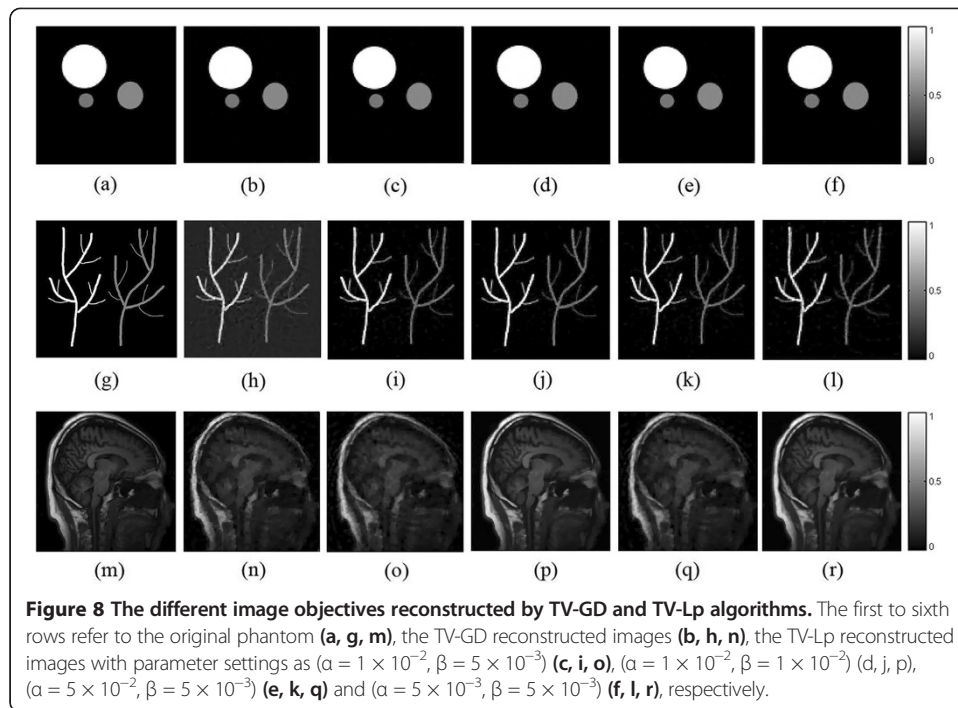 1
0.5
0
(a) (b) (c) (d) (e) (f)
1
0.5
0
(g) (h) (i) (j) (k) (l)
1
0.5
0
(m) (n) (o) (p) (q) (r)
Figure 8 The different image objectives reconstructed by TV-GD and TV-Lp algorithms. The first to sixth
rows refer to the original phantom (a, g, m), the TV-GD reconstructed images (b, h, n), the TV-Lp reconstructed
images with parameter settings as (α = 1 × 10⁻², β = 5 × 10⁻³) (c, i, o), (α = 1 × 10⁻², β = 1 × 10⁻²) (d, j, p),
(α = 5 × 10⁻², β = 5 × 10⁻³) (e, k, q) and (α = 5 × 10⁻³, β = 5 × 10⁻³) (f, l, r), respectively.